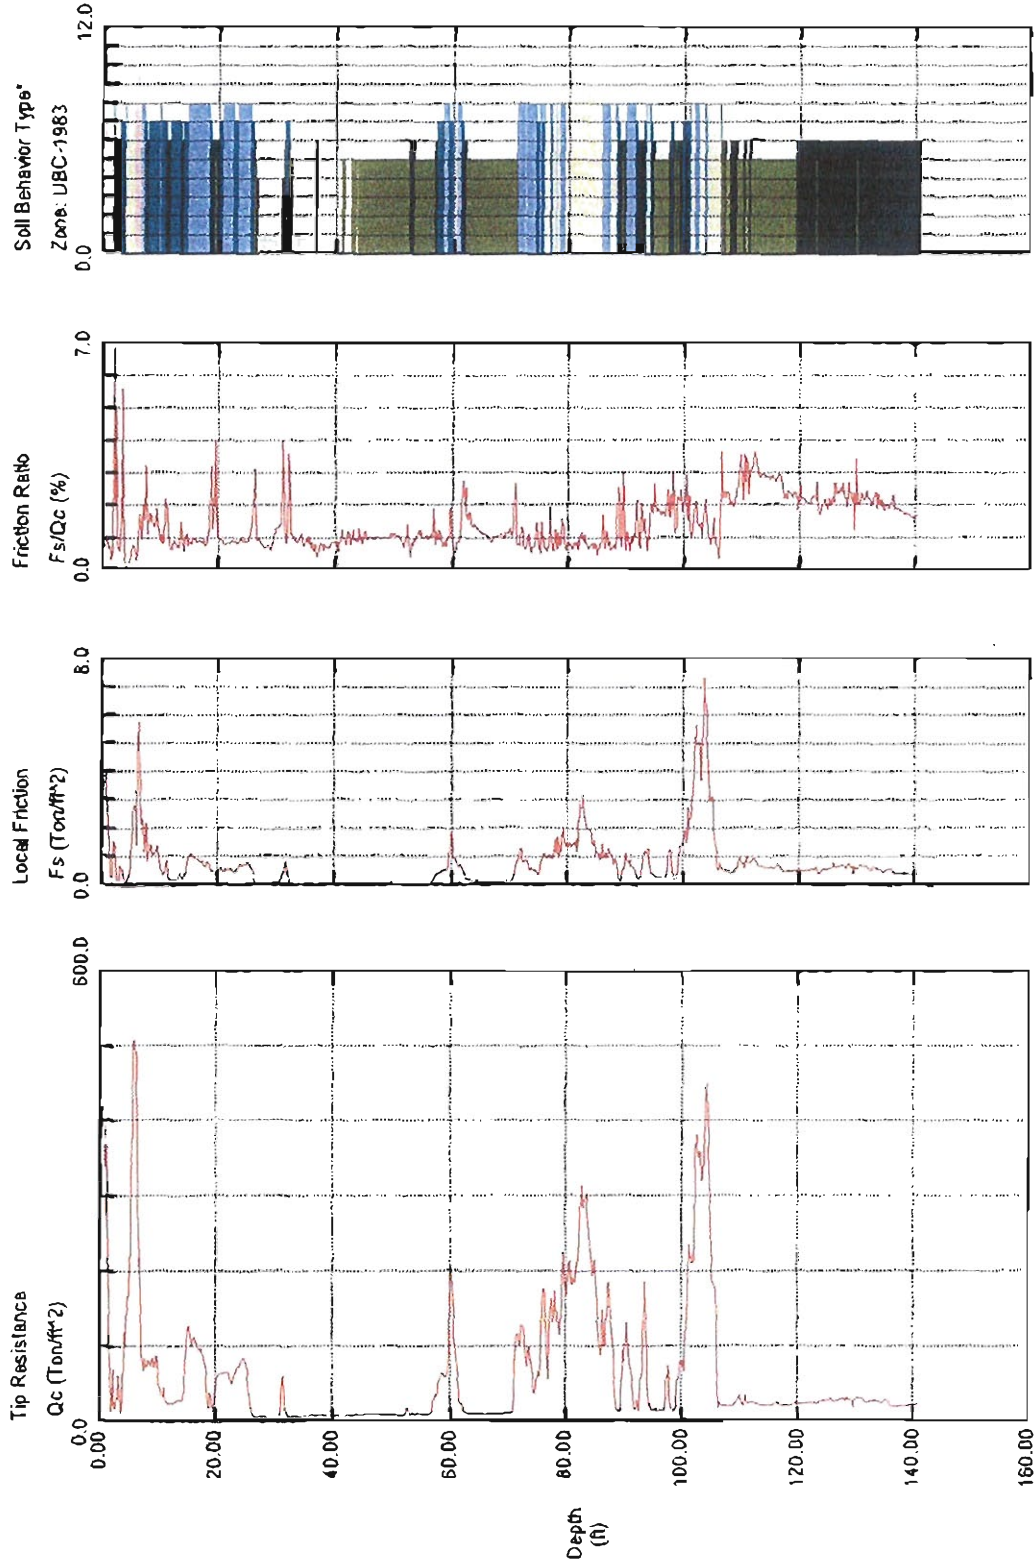 Tip Resistance
Qc (Ton/ft^2)
0.0
600.0
Local Friction
Fs (Ton/ft^2)
0.0
8.0
Friction Ratio
Fs/Qc (%)
0.0
7.0
Soil Behavior Type*
Zone: UBC-1983
0.0
12.0
0.00
20.00
40.00
60.00
80.00
100.00
120.00
140.00
160.00
Depth
(ft)